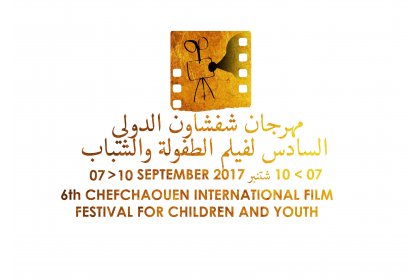 مهرجان شفشاون الدولي
السادس لفيلم الطفولة والشباب
07 >10 SEPTEMBER 2017 شتنبر 10 < 07
6th CHEFCHAOUEN INTERNATIONAL FILM
FESTIVAL FOR CHILDREN AND YOUTH